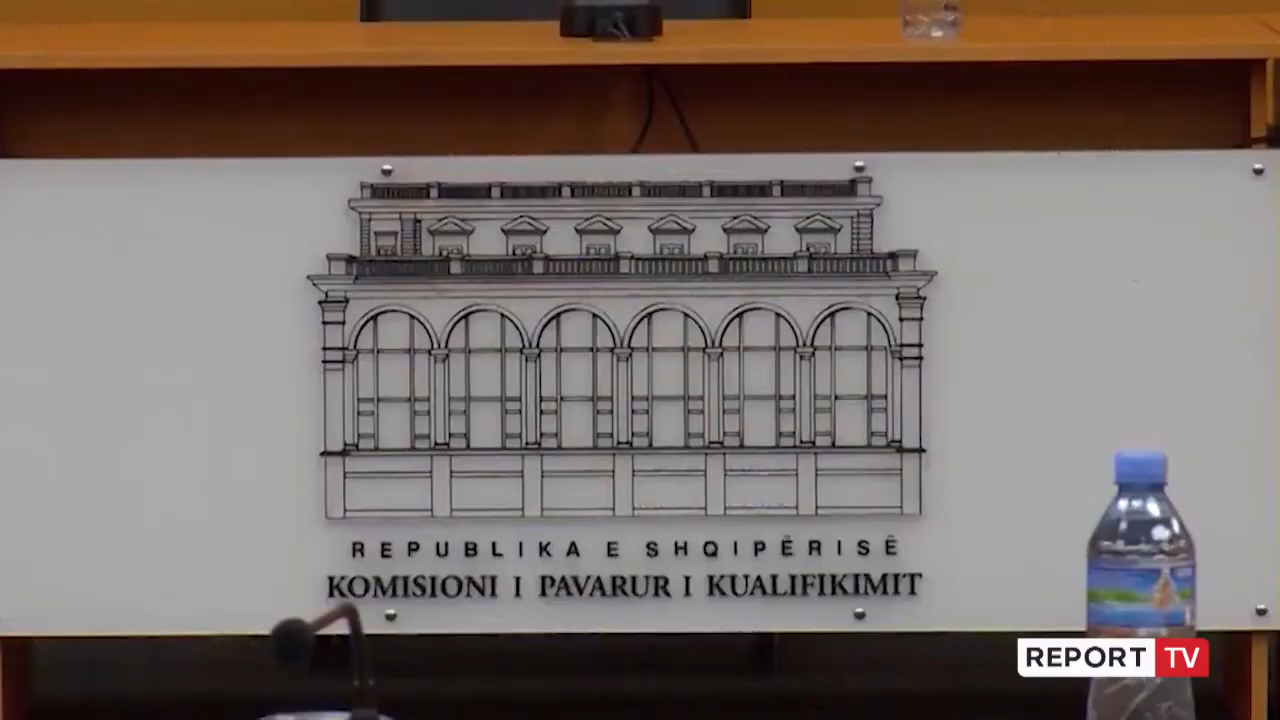 REPUBLIKA E SHQIPËRISË
KOMISIONI I PAVARUR I KUALIFIKIMIT
REPORT TV